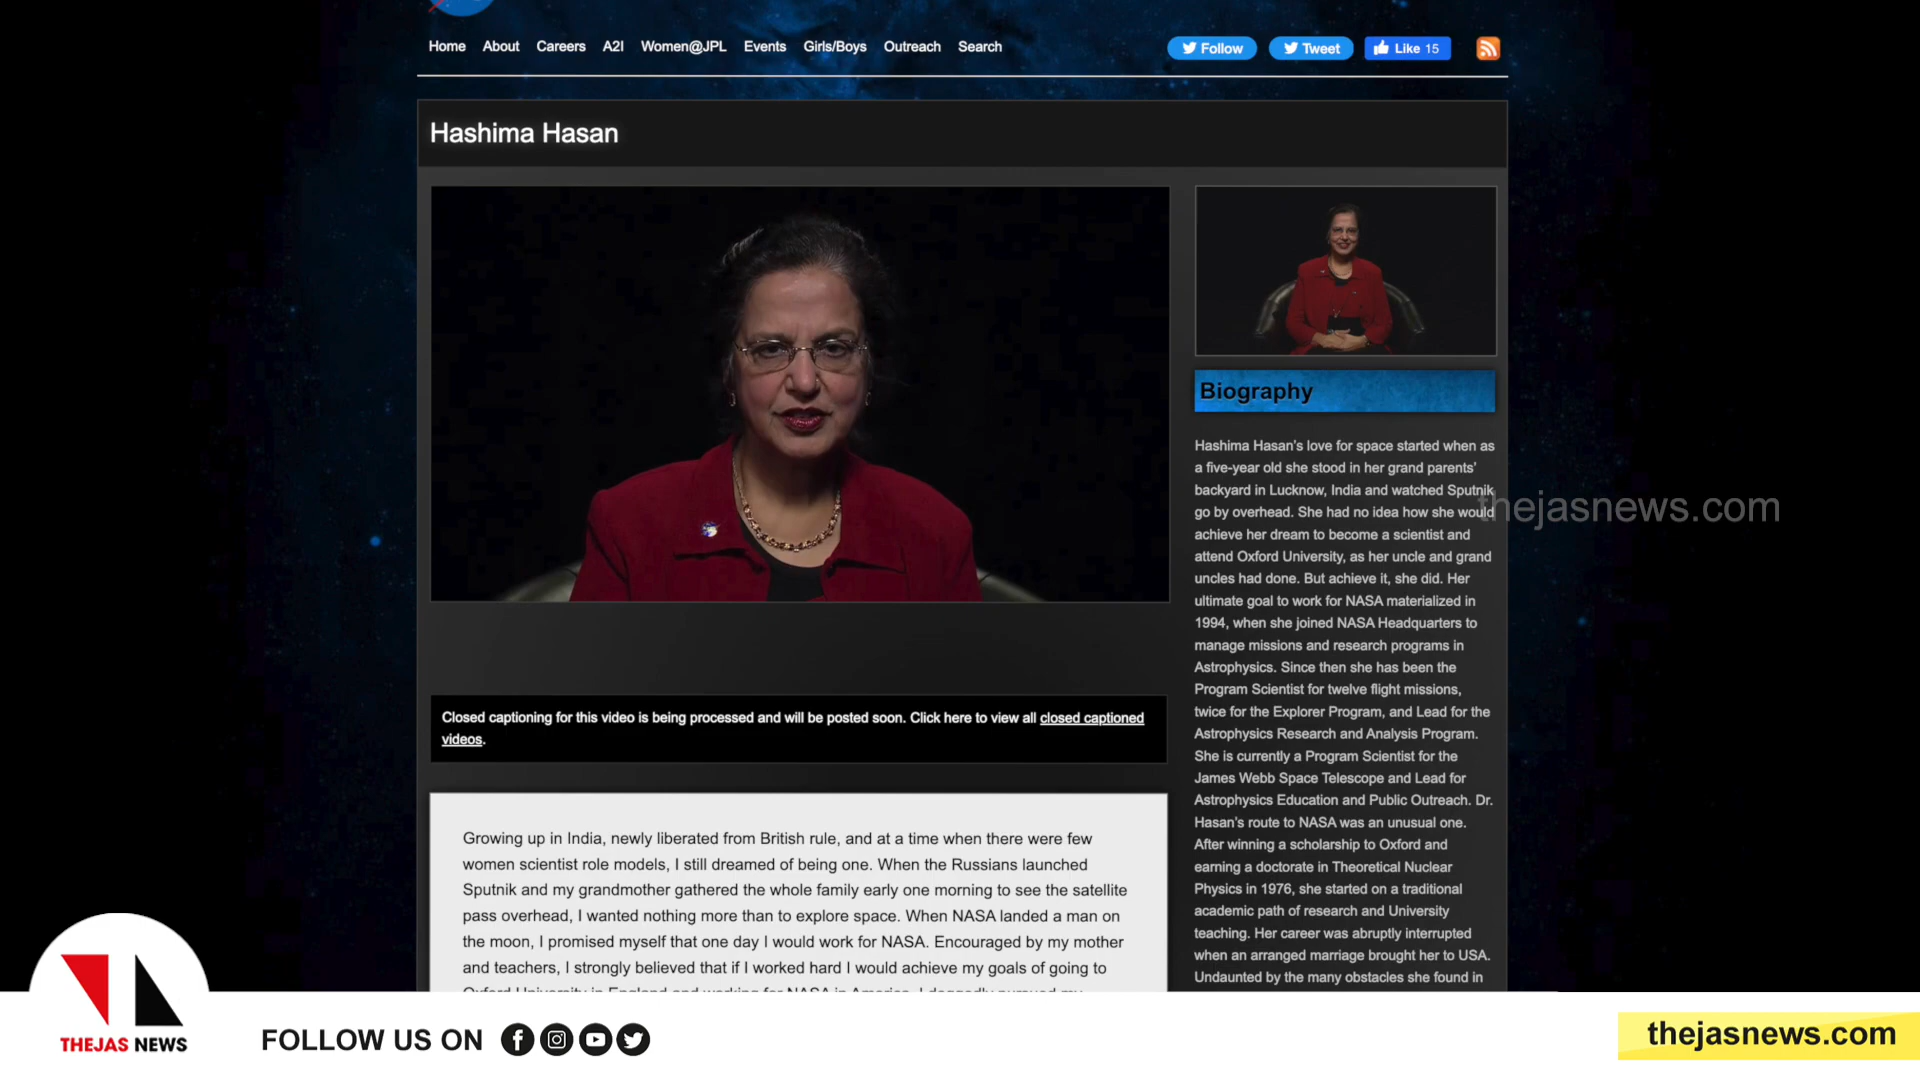 Home About Careers A2I Women@JPL Events Girls/Boys Outreach Search
Follow Tweet Like 15
Hashima Hasan
Biography
Hashima Hasan's love for space started when as
a five-year old she stood in her grand parents'
backyard in Lucknow, India and watched Sputnik
go by overhead. She had no idea how she would
achieve her dream to become a scientist and
attend Oxford University, as her uncle and grand
uncles had done. But achieve it, she did. Her
ultimate goal to work for NASA materialized in
1994, when she joined NASA Headquarters to
manage missions and research programs in
Astrophysics. Since then she has been the
Program Scientist for twelve flight missions,
twice for the Explorer Program, and Lead for the
Astrophysics Research and Analysis Program.
She is currently a Program Scientist for the
James Webb Space Telescope and Lead for
Astrophysics Education and Public Outreach. Dr.
Hasan's route to NASA was an unusual one.
After winning a scholarship to Oxford and
earning a doctorate in Theoretical Nuclear
Physics in 1976, she started on a traditional
academic path of research and University
teaching. Her career was abruptly interrupted
when an arranged marriage brought her to USA.
Undaunted by the many obstacles she found in
thejasnews.com
Closed captioning for this video is being processed and will be posted soon. Click here to view all closed captioned
videos.
Growing up in India, newly liberated from British rule, and at a time when there were few
women scientist role models, I still dreamed of being one. When the Russians launched
Sputnik and my grandmother gathered the whole family early one morning to see the satellite
pass overhead, I wanted nothing more than to explore space. When NASA landed a man on
the moon, I promised myself that one day I would work for NASA. Encouraged by my mother
and teachers, I strongly believed that if I worked hard I would achieve my goals of going to
Oxford University in England and working for NASA in America. I doggedly pursued my
THEJAS NEWS
FOLLOW US ON
thejasnews.com